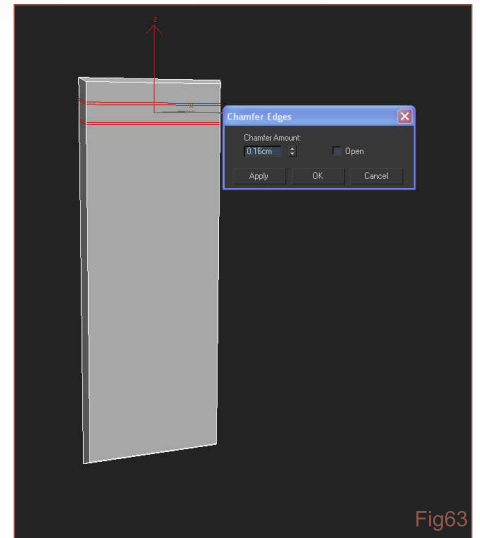 z
Chamfer Edges
Chamfer Amount:
0.16cm
Open
Apply OK Cancel
Fig63